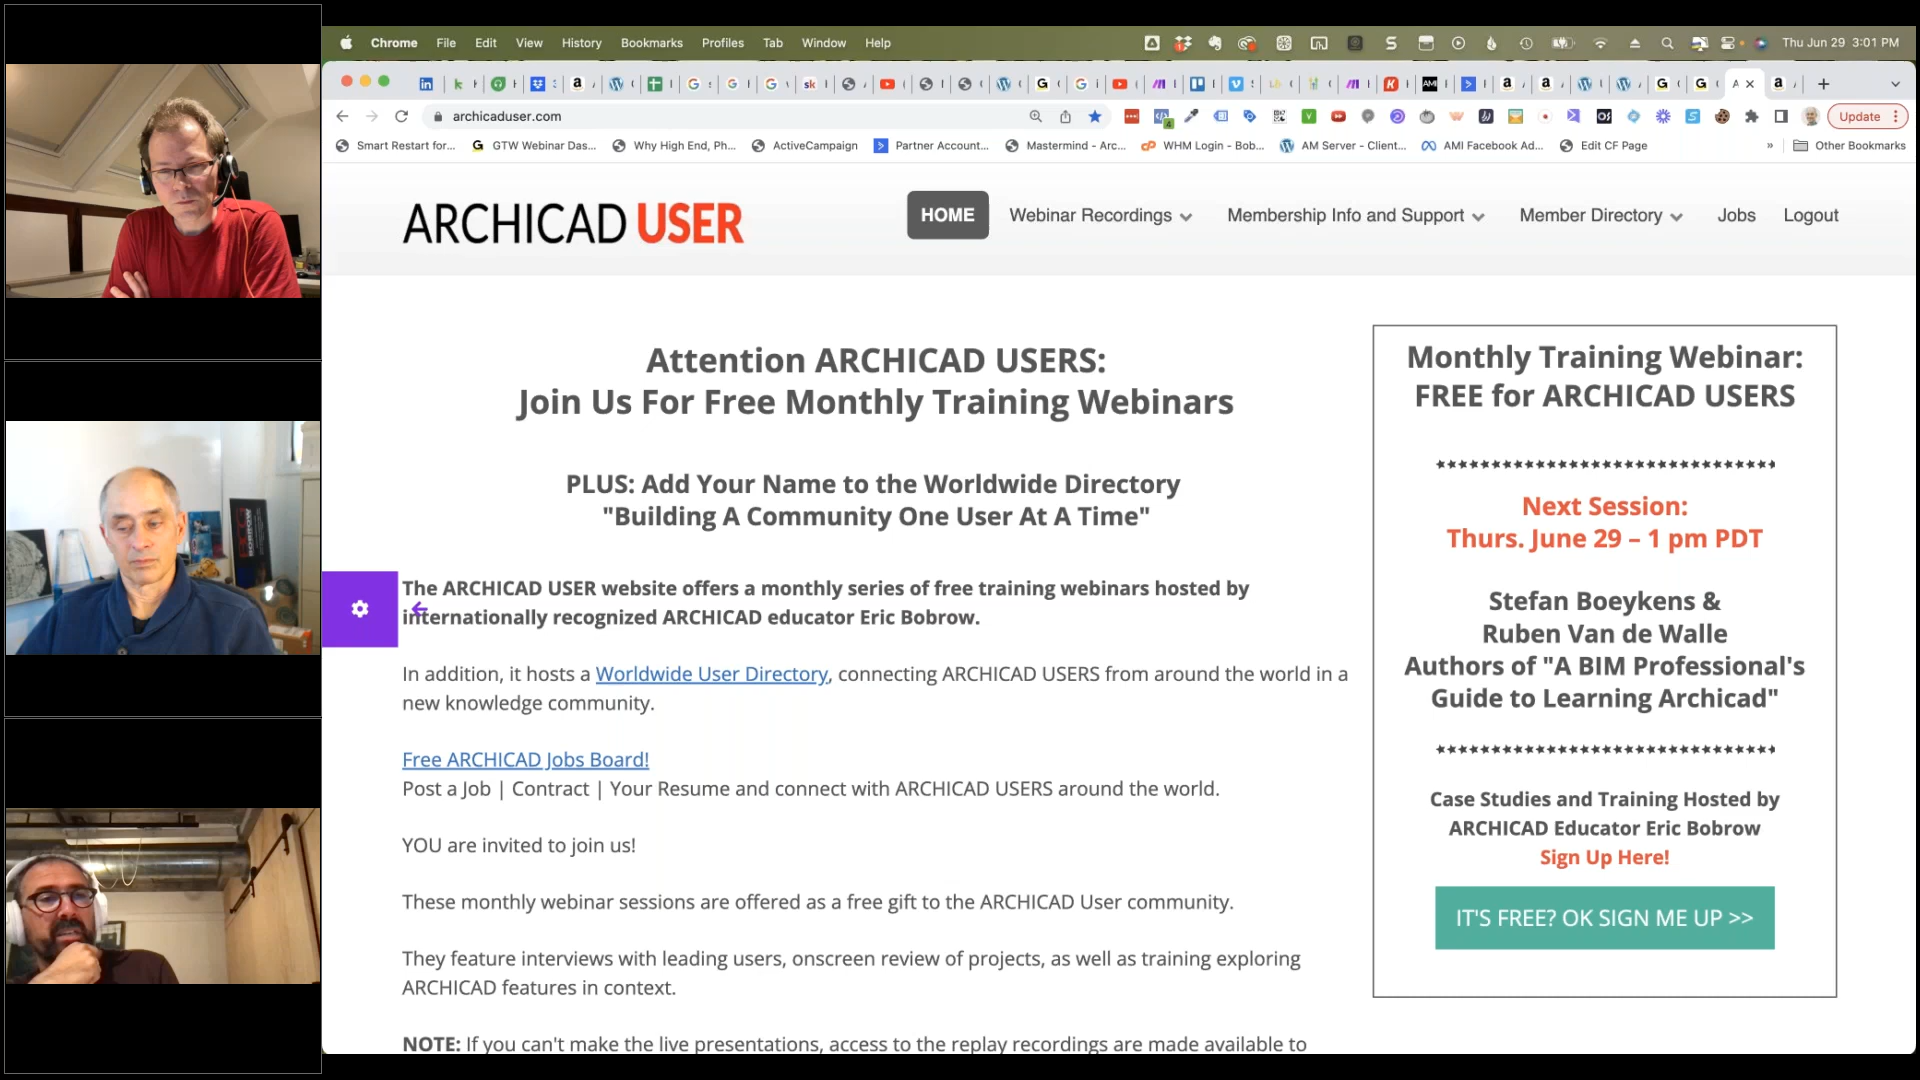 Chrome File Edit View History Bookmarks Profiles Tab Window Help Thu Jun 29 3:01 PM
archicaduser.com Update
Smart Restart for... GTW Webinar Das... Why High End, Ph... ActiveCampaign Partner Account... Mastermind - Arc... WHM Login - Bob... AM Server - Client... AMI Facebook Ad... Edit CF Page » Other Bookmarks
ARCHICAD USER
HOME Webinar Recordings Membership Info and Support Member Directory Jobs Logout
Attention ARCHICAD USERS:
Join Us For Free Monthly Training Webinars
PLUS: Add Your Name to the Worldwide Directory
"Building A Community One User At A Time"
The ARCHICAD USER website offers a monthly series of free training webinars hosted by
internationally recognized ARCHICAD educator Eric Bobrow.
In addition, it hosts a Worldwide User Directory, connecting ARCHICAD USERS from around the world in a
new knowledge community.
Free ARCHICAD Jobs Board!
Post a Job | Contract | Your Resume and connect with ARCHICAD USERS around the world.
YOU are invited to join us!
These monthly webinar sessions are offered as a free gift to the ARCHICAD User community.
They feature interviews with leading users, onscreen review of projects, as well as training exploring
ARCHICAD features in context.
NOTE: If you can't make the live presentations, access to the replay recordings are made available to
Monthly Training Webinar:
FREE for ARCHICAD USERS
Next Session:
Thurs. June 29 – 1 pm PDT
Stefan Boeykens &
Ruben Van de Walle
Authors of "A BIM Professional's
Guide to Learning Archicad"
Case Studies and Training Hosted by
ARCHICAD Educator Eric Bobrow
Sign Up Here!
IT'S FREE? OK SIGN ME UP >>